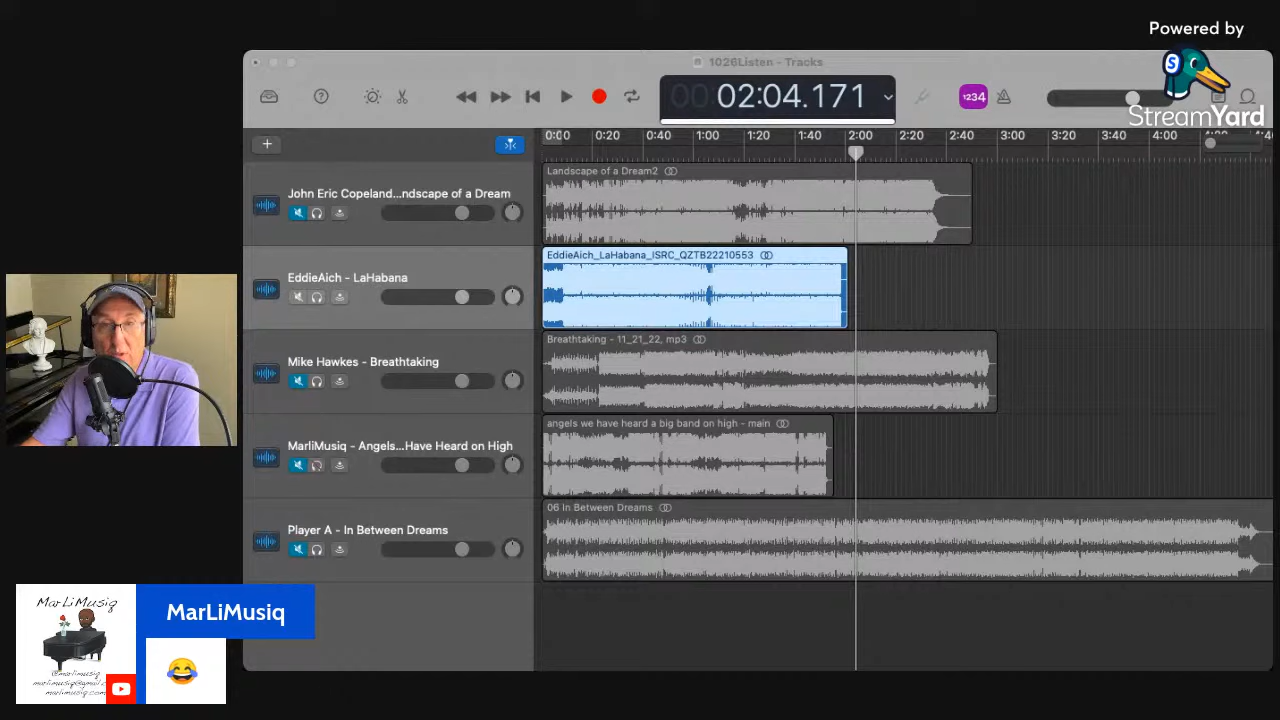 Powered by
StreamYard
1026Listen - Tracks
02:04.171
1234
0:00 0:20 0:40 1:00 1:20 1:40 2:00 2:20 2:40 3:00 3:20 3:40 4:00
John Eric Copeland...ndscape of a Dream
Landscape of a Dream2
EddieAich - LaHabana
EddieAich_LaHabana_ISRC_QZTB22210553
Mike Hawkes - Breathtaking
Breathtaking - 11_21_22, mp3
MarliMusiq - Angels...Have Heard on High
angels we have heard a big band on high - main
Player A - In Between Dreams
06 In Between Dreams
MarLiMusiq
MarLiMusiq
@marlimusiq
marlimusiq.com